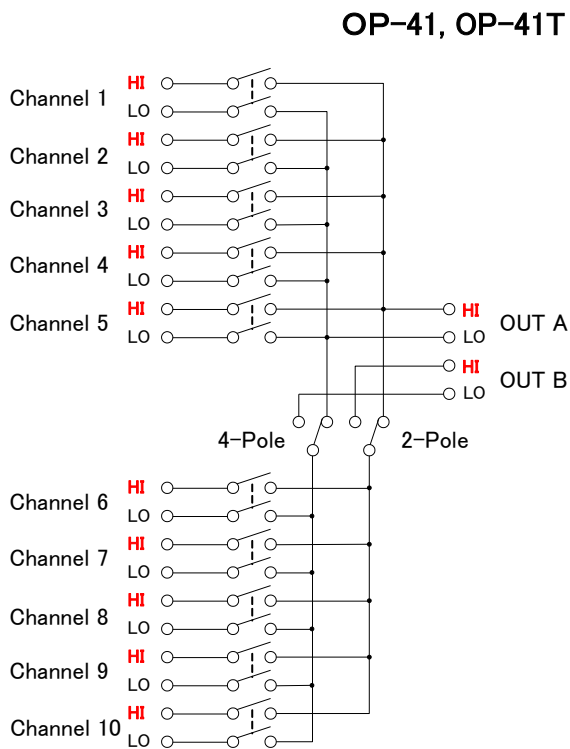 OP-41, OP-41T
Channel 1
HI
LO
Channel 2
HI
LO
Channel 3
HI
LO
Channel 4
HI
LO
Channel 5
HI
LO
HI
LO
OUT A
HI
LO
OUT B
4-Pole
2-Pole
Channel 6
HI
LO
Channel 7
HI
LO
Channel 8
HI
LO
Channel 9
HI
LO
Channel 10
HI
LO